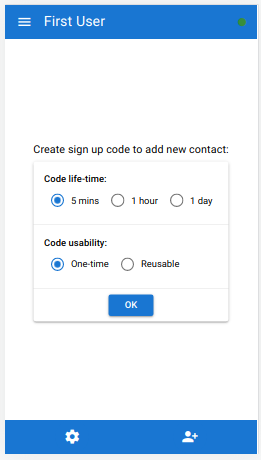 First User
Create sign up code to add new contact:
Code life-time:
5 mins 1 hour 1 day
Code usability:
One-time Reusable
OK